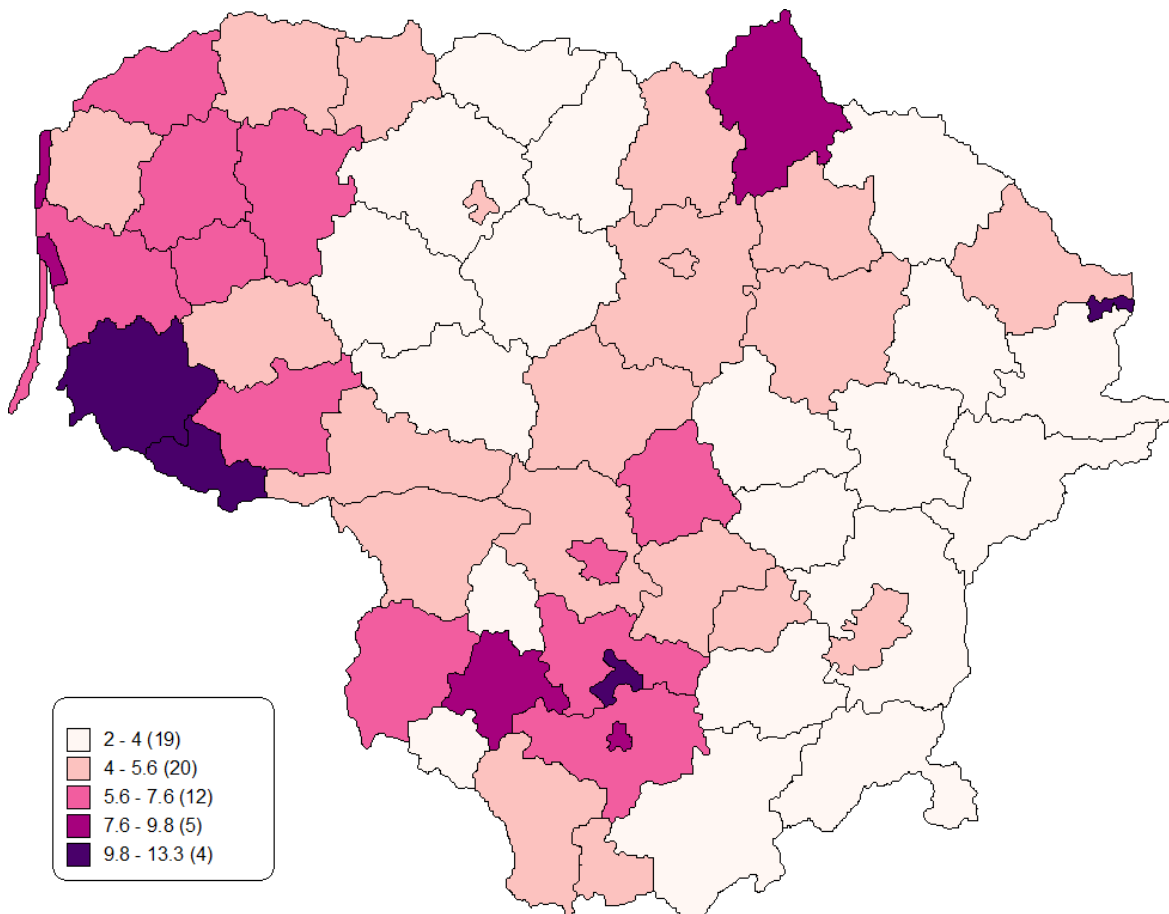 2 - 4 (19)
4 - 5.6 (20)
5.6 - 7.6 (12)
7.6 - 9.8 (5)
9.8 - 13.3 (4)